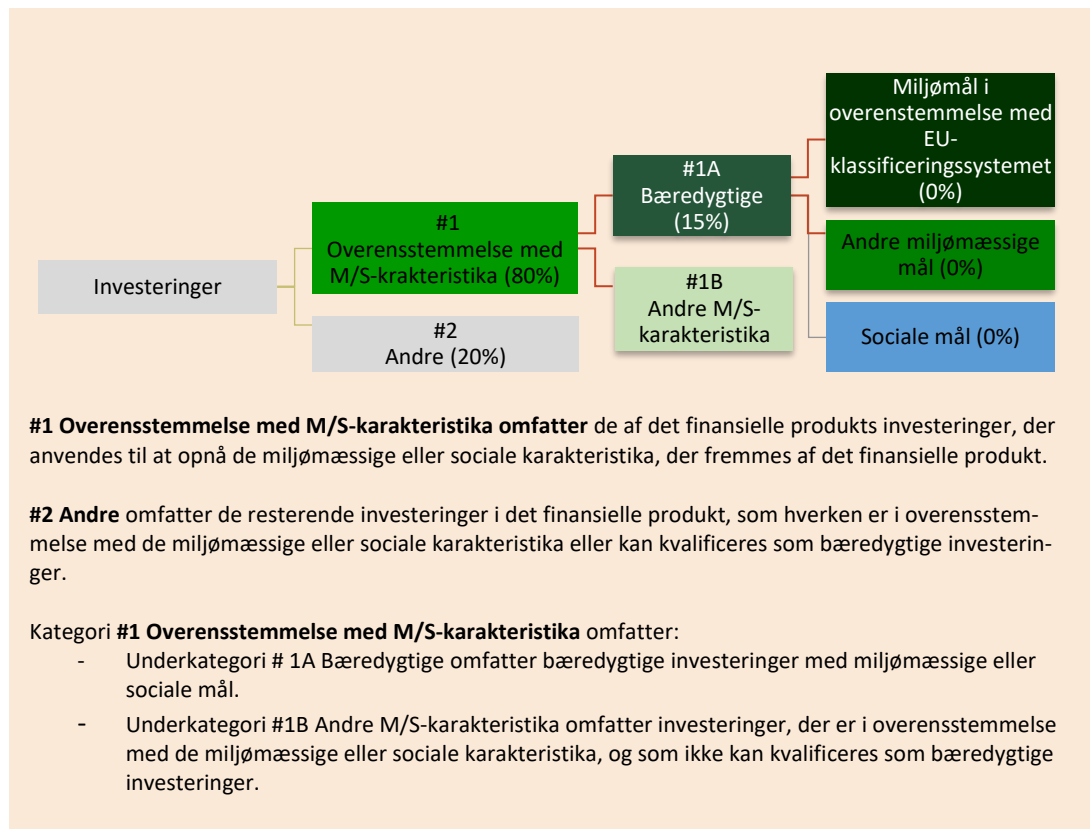 Investeringer
#1
Overensstemmelse med
M/S-krakteristika (80%)
#2
Andre (20%)
#1A
Bæredygtige
(15%)
#1B
Andre M/S-
karakteristika
Miljømål i
overenstemmelse med
EU-
klassificeringssystemet
(0%)
Andre miljømæssige
mål (0%)
Sociale mål (0%)
#1 Overensstemmelse med M/S-karakteristika omfatter de af det finansielle produkts investeringer, der
anvendes til at opnå de miljømæssige eller sociale karakteristika, der fremmes af det finansielle produkt.
#2 Andre omfatter de resterende investeringer i det finansielle produkt, som hverken er i overensstem-
melse med de miljømæssige eller sociale karakteristika eller kan kvalificeres som bæredygtige investerin-
ger.
Kategori #1 Overensstemmelse med M/S-karakteristika omfatter:
- Underkategori # 1A Bæredygtige omfatter bæredygtige investeringer med miljømæssige eller
sociale mål.
- Underkategori #1B Andre M/S-karakteristika omfatter investeringer, der er i overensstemmelse
med de miljømæssige eller sociale karakteristika, og som ikke kan kvalificeres som bæredygtige
investeringer.